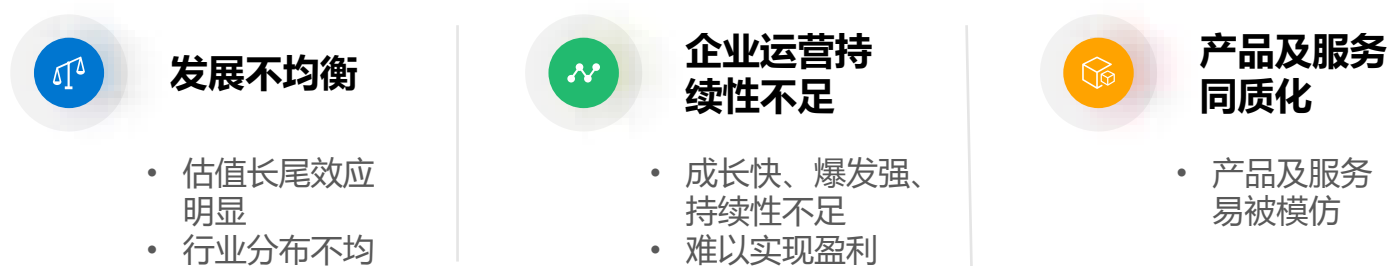 发展不均衡
• 估值长尾效应
明显
• 行业分布不均
企业运营持
续性不足
• 成长快、爆发强、
持续性不足
• 难以实现盈利
产品及服务
同质化
• 产品及服务
易被模仿